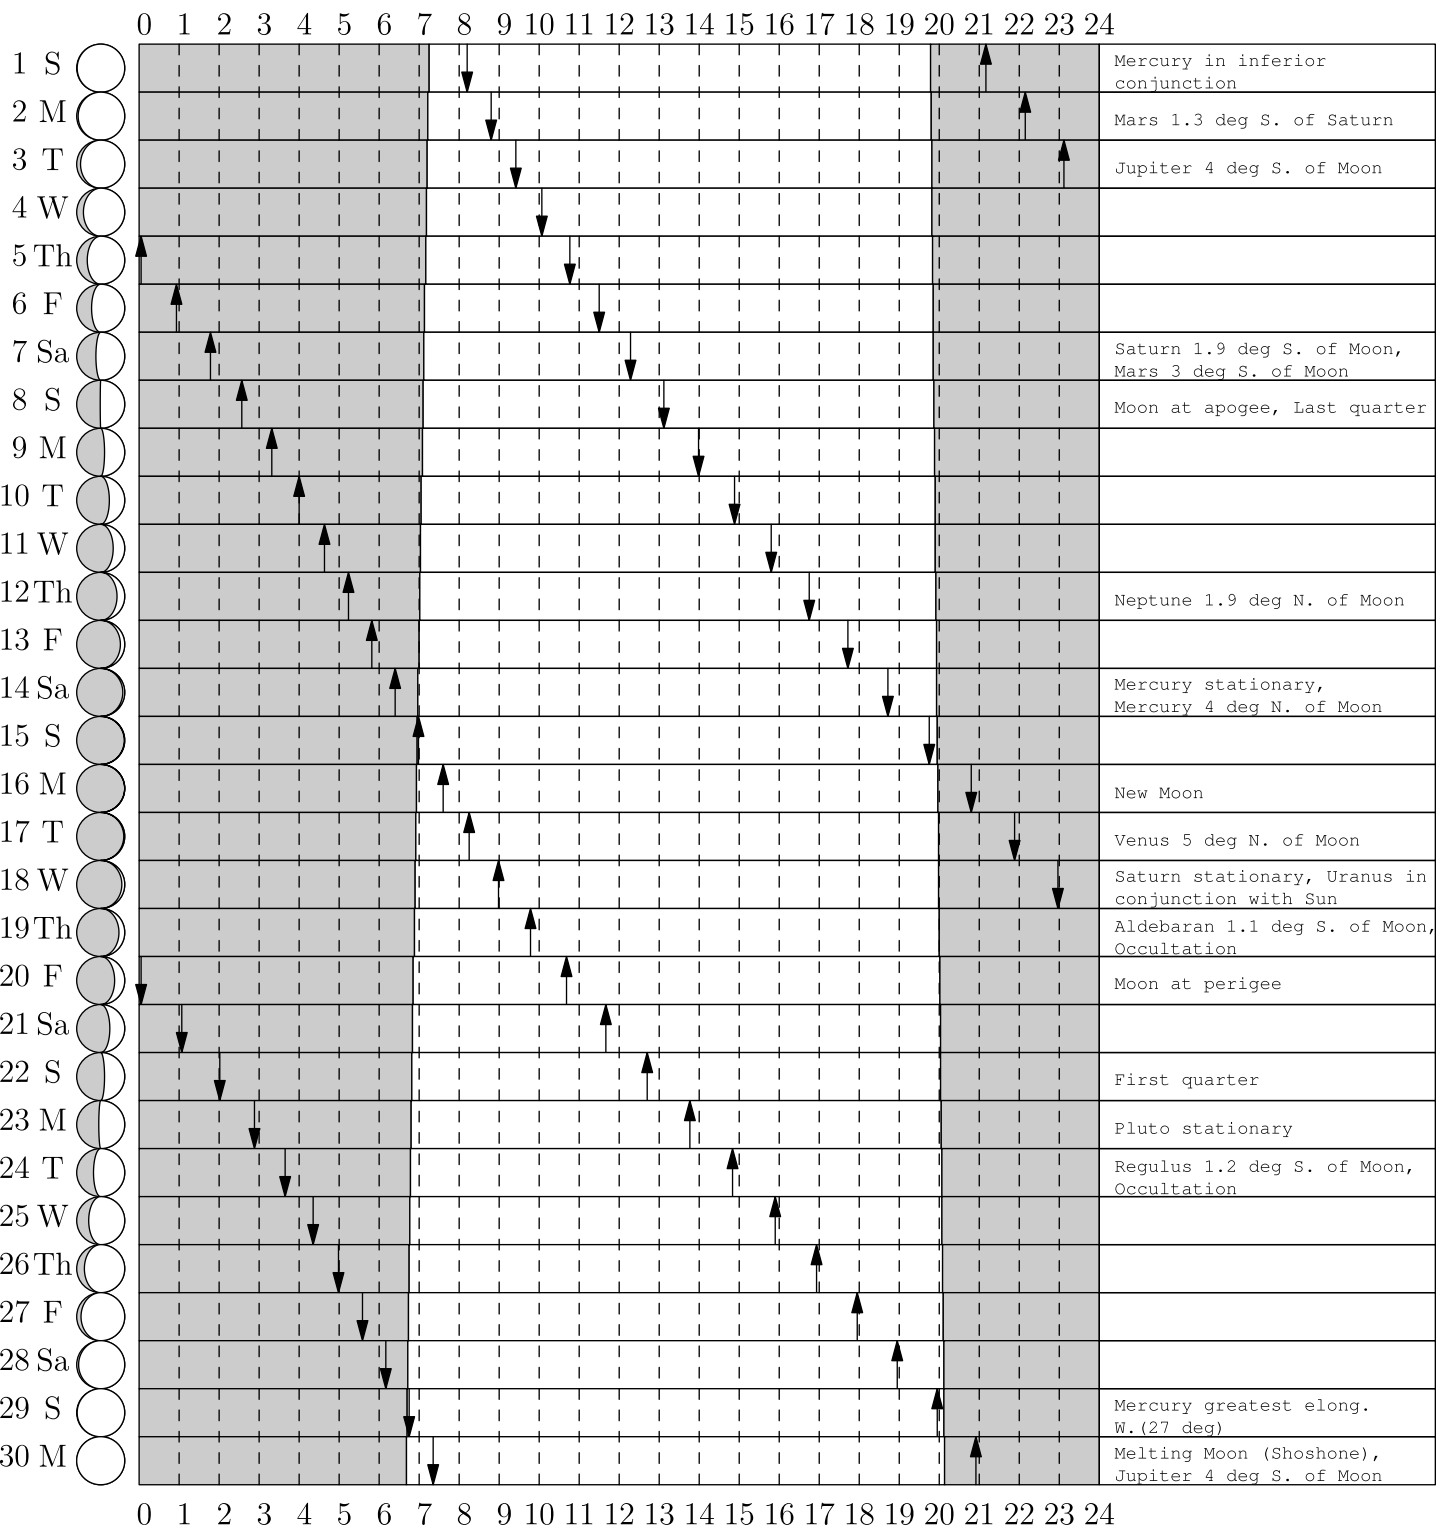 0 1 2 3 4 5 6 7 8 9 10 11 12 13 14 15 16 17 18 19 20 21 22 23 24
1 S Mercury in inferior
conjunction
2 M Mars 1.3 deg S. of Saturn
3 T Jupiter 4 deg S. of Moon
4 W
5 Th
6 F
7 Sa Saturn 1.9 deg S. of Moon,
Mars 3 deg S. of Moon
8 S Moon at apogee, Last quarter
9 M
10 T
11 W
12 Th Neptune 1.9 deg N. of Moon
13 F
14 Sa Mercury stationary,
Mercury 4 deg N. of Moon
15 S
16 M New Moon
17 T Venus 5 deg N. of Moon
18 W Saturn stationary, Uranus in
conjunction with Sun
19 Th Aldebaran 1.1 deg S. of Moon,
Occultation
20 F Moon at perigee
21 Sa
22 S First quarter
23 M Pluto stationary
24 T Regulus 1.2 deg S. of Moon,
Occultation
25 W
26 Th
27 F
28 Sa
29 S Mercury greatest elong.
W.(27 deg)
30 M Melting Moon (Shoshone),
Jupiter 4 deg S. of Moon
0 1 2 3 4 5 6 7 8 9 10 11 12 13 14 15 16 17 18 19 20 21 22 23 24